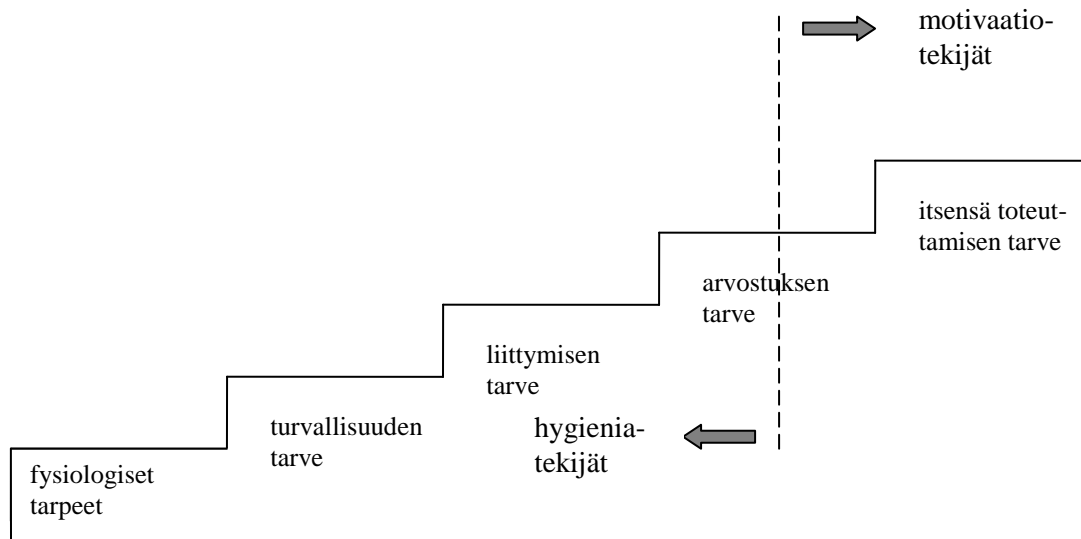 motivaatio-
tekijät
itsensä toteut-
tamisen tarve
arvostuksen
tarve
liittymisen
tarve
turvallisuuden
tarve
hygienia-
tekijät
fysiologiset
tarpeet